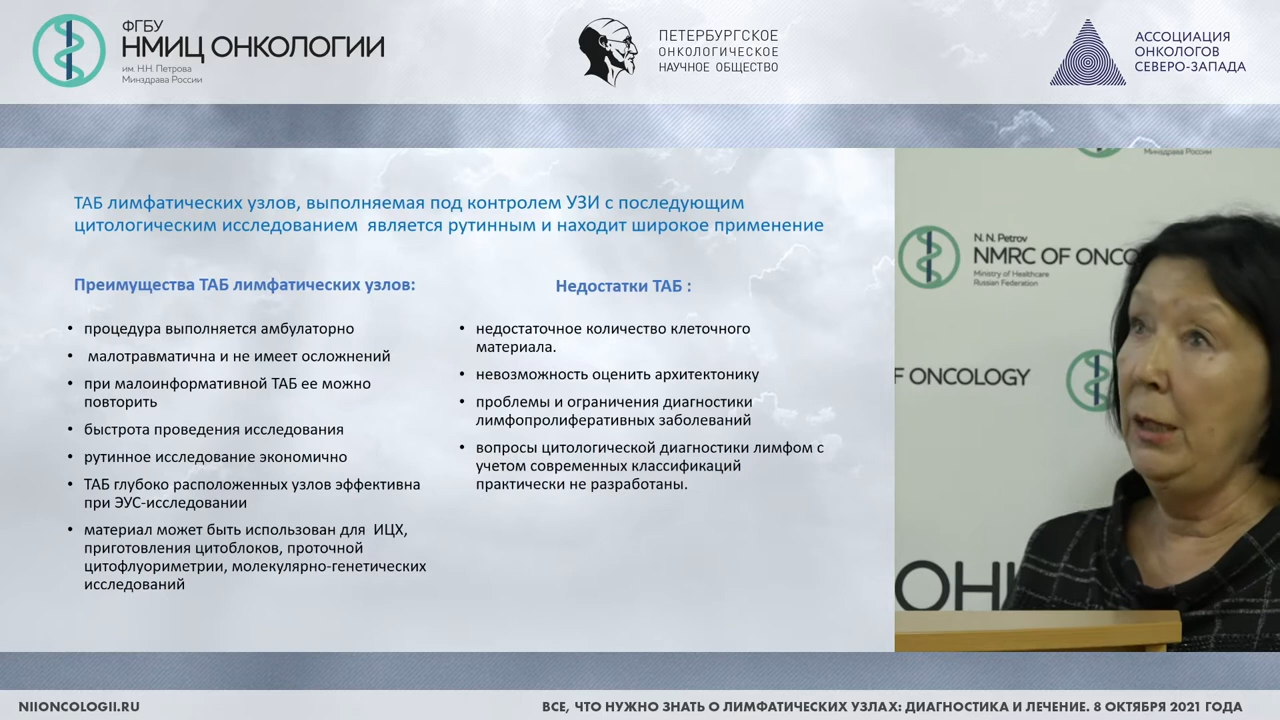 ФГБУ
НМИЦ ОНКОЛОГИИ
им. Н.Н. Петрова
Минздрава России
ПЕТЕРБУРГСКОЕ
ОНКОЛОГИЧЕСКОЕ
НАУЧНОЕ ОБЩЕСТВО
АССОЦИАЦИЯ
ОНКОЛОГОВ
СЕВЕРО-ЗАПАДА
ТАБ лимфатических узлов, выполняемая под контролем УЗИ с последующим
цитологическим исследованием является рутинным и находит широкое применение
Преимущества ТАБ лимфатических узлов:
• процедура выполняется амбулаторно
• малотравматична и не имеет осложнений
• при малоинформативной ТАБ ее можно
повторить
• быстрота проведения исследования
• рутинное исследование экономично
• ТАБ глубоко расположенных узлов эффективна
при ЭУС-исследовании
• материал может быть использован для ИЦХ,
приготовления цитоблоков, проточной
цитофлуориметрии, молекулярно-генетических
исследований
Недостатки ТАБ :
• недостаточное количество клеточного
материала.
• невозможность оценить архитектонику
• проблемы и ограничения диагностики
лимфопролиферативных заболеваний
• вопросы цитологической диагностики лимфом с
учетом современных классификаций
практически не разработаны.
Минздрава России
N. N. Petrov
NMRC OF ONCO
Ministry of Healthcare
Russian Federation
F ONCOLOGY
ОНК
NIIONCOLOGII.RU
ВСЕ, ЧТО НУЖНО ЗНАТЬ О ЛИМФАТИЧЕСКИХ УЗЛАХ: ДИАГНОСТИКА И ЛЕЧЕНИЕ. 8 ОКТЯБРЯ 2021 ГОДА